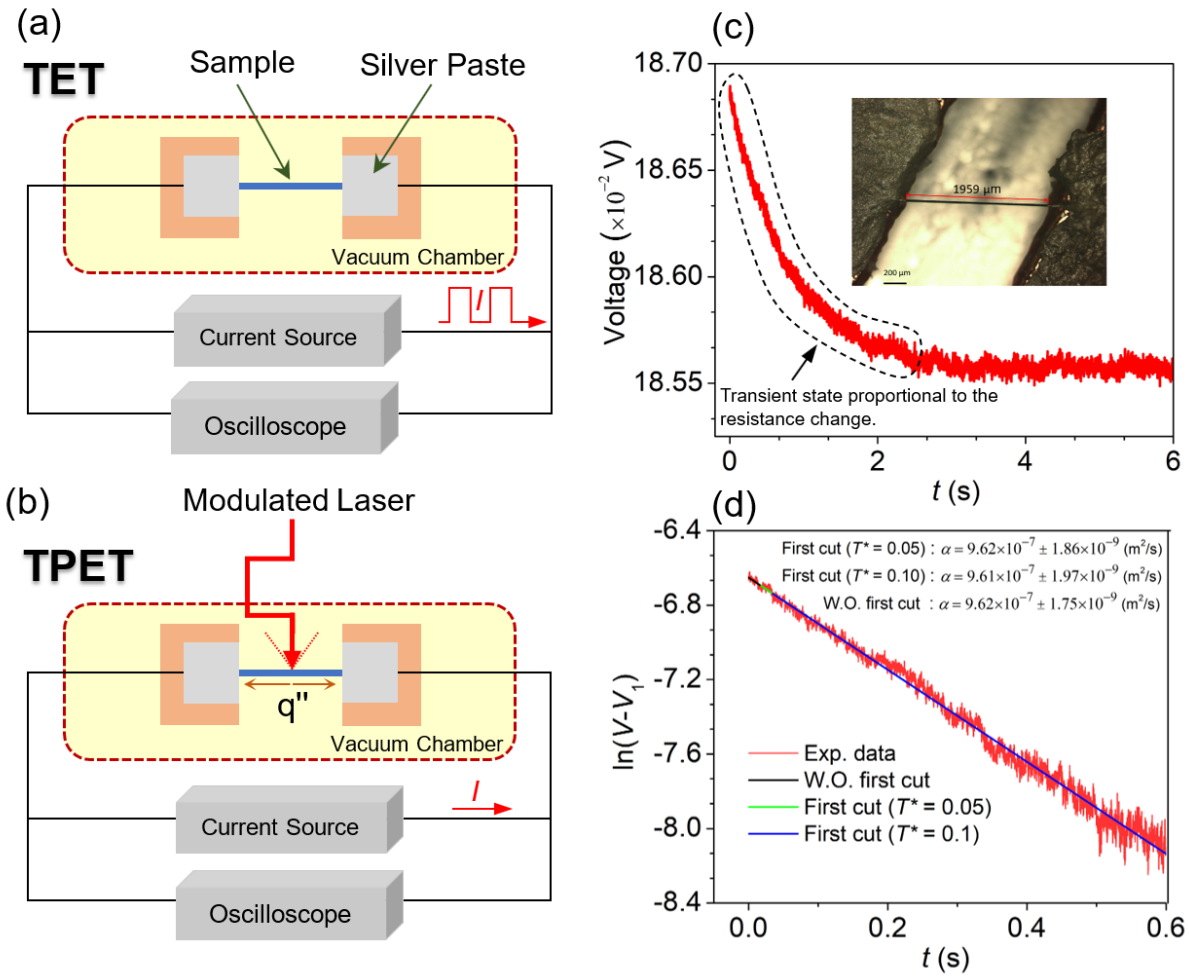 (a)
TET
Sample
Silver Paste
Vacuum Chamber
I
Current Source
Oscilloscope
(b)
Modulated Laser
TPET
q"
Vacuum Chamber
I
Current Source
Oscilloscope
(c)
18.70
18.65
18.60
18.55
Voltage (×10⁻² V)
1959 µm
200 µm
Transient state proportional to the
resistance change.
0
2
4
6
t (s)
(d)
-6.4
-6.8
-7.2
-7.6
-8.0
-8.4
ln(V-V₁)
First cut (T* = 0.05) : α = 9.62×10⁻⁷ ± 1.86×10⁻⁹ (m²/s)
First cut (T* = 0.10) : α = 9.61×10⁻⁷ ± 1.97×10⁻⁹ (m²/s)
W.O. first cut : α = 9.62×10⁻⁷ ± 1.75×10⁻⁹ (m²/s)
Exp. data
W.O. first cut
First cut (T* = 0.05)
First cut (T* = 0.1)
0.0
0.2
0.4
0.6
t (s)